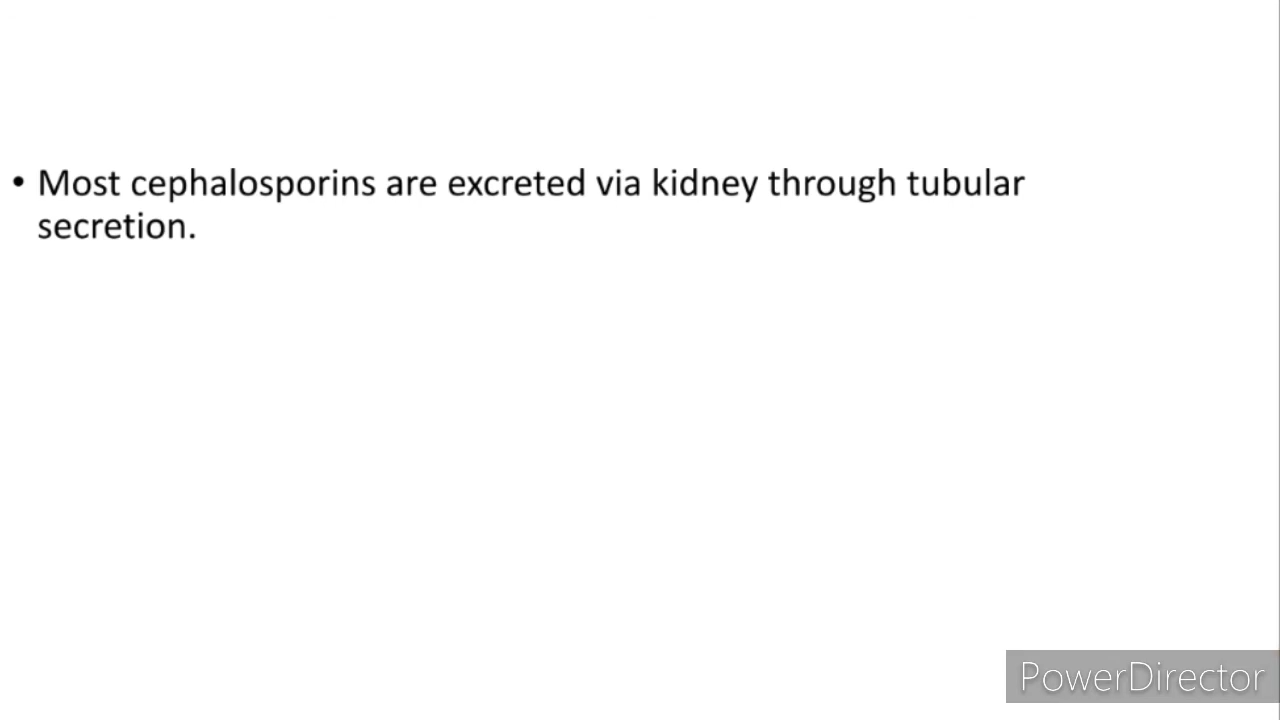 • Most cephalosporins are excreted via kidney through tubular
secretion.
PowerDirector